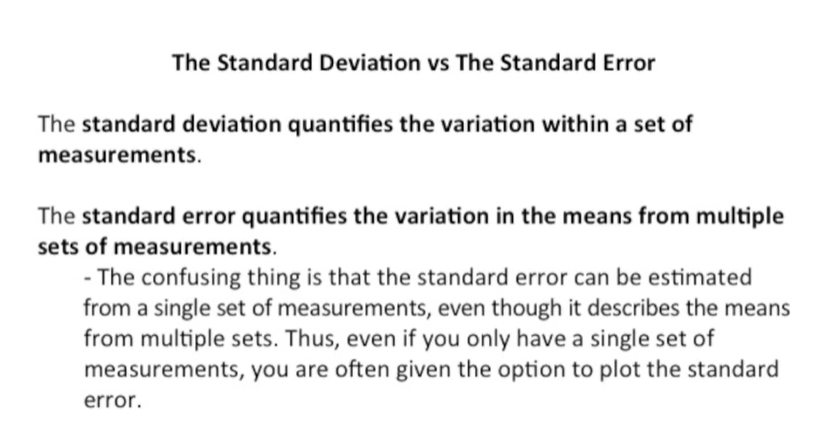 The Standard Deviation vs The Standard Error
The standard deviation quantifies the variation within a set of
measurements.
The standard error quantifies the variation in the means from multiple
sets of measurements.
- The confusing thing is that the standard error can be estimated
from a single set of measurements, even though it describes the means
from multiple sets. Thus, even if you only have a single set of
measurements, you are often given the option to plot the standard
error.